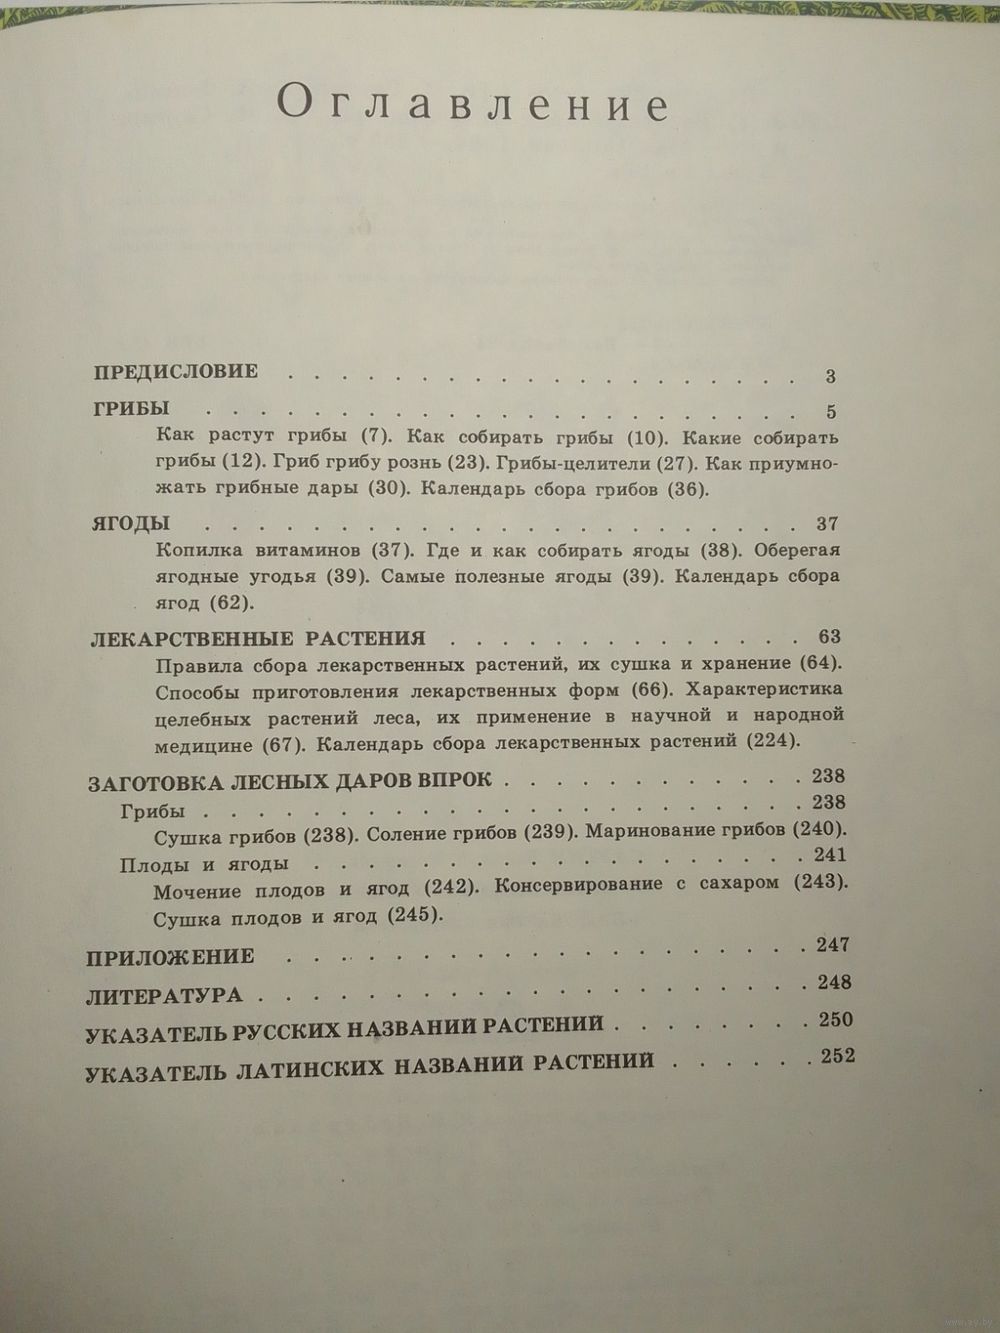 Оглавление
ПРЕДИСЛОВИЕ . . . . . . . . . . . . . . . . . . . . 3
ГРИБЫ . . . . . . . . . . . . . . . . . . . . . . . 5
Как растут грибы (7). Как собирать грибы (10). Какие собирать
грибы (12). Гриб грибу рознь (23). Грибы-целители (27). Как приумно-
жать грибные дары (30). Календарь сбора грибов (36).
ЯГОДЫ . . . . . . . . . . . . . . . . . . . . . . . 37
Копилка витаминов (37). Где и как собирать ягоды (38). Оберегая
ягодные угодья (39). Самые полезные ягоды (39). Календарь сбора
ягод (62).
ЛЕКАРСТВЕННЫЕ РАСТЕНИЯ . . . . . . . . . . . . . . 63
Правила сбора лекарственных растений, их сушка и хранение (64).
Способы приготовления лекарственных форм (66). Характеристика
целебных растений леса, их применение в научной и народной
медицине (67). Календарь сбора лекарственных растений (224).
ЗАГОТОВКА ЛЕСНЫХ ДАРОВ ВПРОК . . . . . . . . . . . . 238
Грибы . . . . . . . . . . . . . . . . . . . . . . . 238
Сушка грибов (238). Соление грибов (239). Маринование грибов (240).
Плоды и ягоды . . . . . . . . . . . . . . . . . . . 241
Мочение плодов и ягод (242). Консервирование с сахаром (243).
Сушка плодов и ягод (245).
ПРИЛОЖЕНИЕ . . . . . . . . . . . . . . . . . . . . 247
ЛИТЕРАТУРА . . . . . . . . . . . . . . . . . . . . . 248
УКАЗАТЕЛЬ РУССКИХ НАЗВАНИЙ РАСТЕНИЙ . . . . . . . . 250
УКАЗАТЕЛЬ ЛАТИНСКИХ НАЗВАНИЙ РАСТЕНИЙ . . . . . . 252
www.ay.by